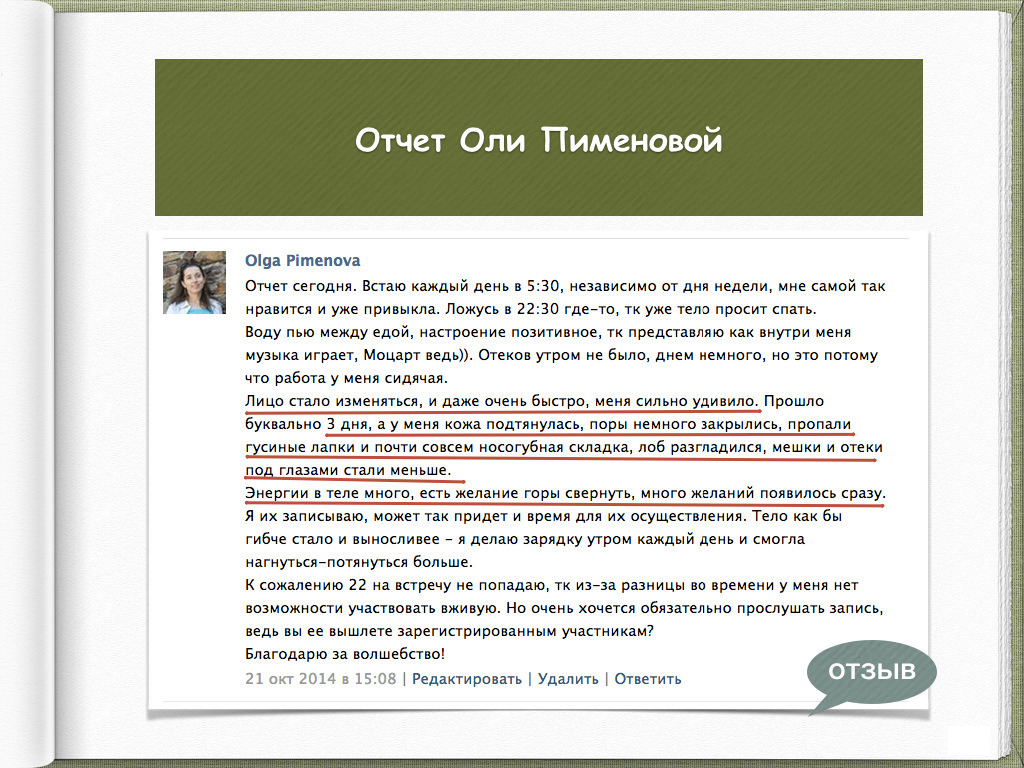 Отчет Оли Пименовой
Olga Pimenova
Отчет сегодня. Встаю каждый день в 5:30, независимо от дня недели, мне самой так
нравится и уже привыкла. Ложусь в 22:30 где-то, тк уже тело просит спать.
Воду пью между едой, настроение позитивное, тк представляю как внутри меня
музыка играет, Моцарт ведь)). Отеков утром не было, днем немного, но это потому
что работа у меня сидячая.
Лицо стало изменяться, и даже очень быстро, меня сильно удивило. Прошло
буквально 3 дня, а у меня кожа подтянулась, поры немного закрылись, пропали
гусиные лапки и почти совсем носогубная складка, лоб разгладился, мешки и отеки
под глазами стали меньше.
Энергии в теле много, есть желание горы свернуть, много желаний появилось сразу.
Я их записываю, может так придет и время для их осуществления. Тело как бы
гибче стало и выносливее – я делаю зарядку утром каждый день и смогла
нагнуться-потянуться больше.
К сожалению 22 на встречу не попадаю, тк из-за разницы во времени у меня нет
возможности участвовать вживую. Но очень хочется обязательно прослушать запись,
ведь вы ее вышлете зарегистрированным участникам?
Благодарю за волшебство!
21 окт 2014 в 15:08 | Редактировать | Удалить | Ответить
ОТЗЫВ